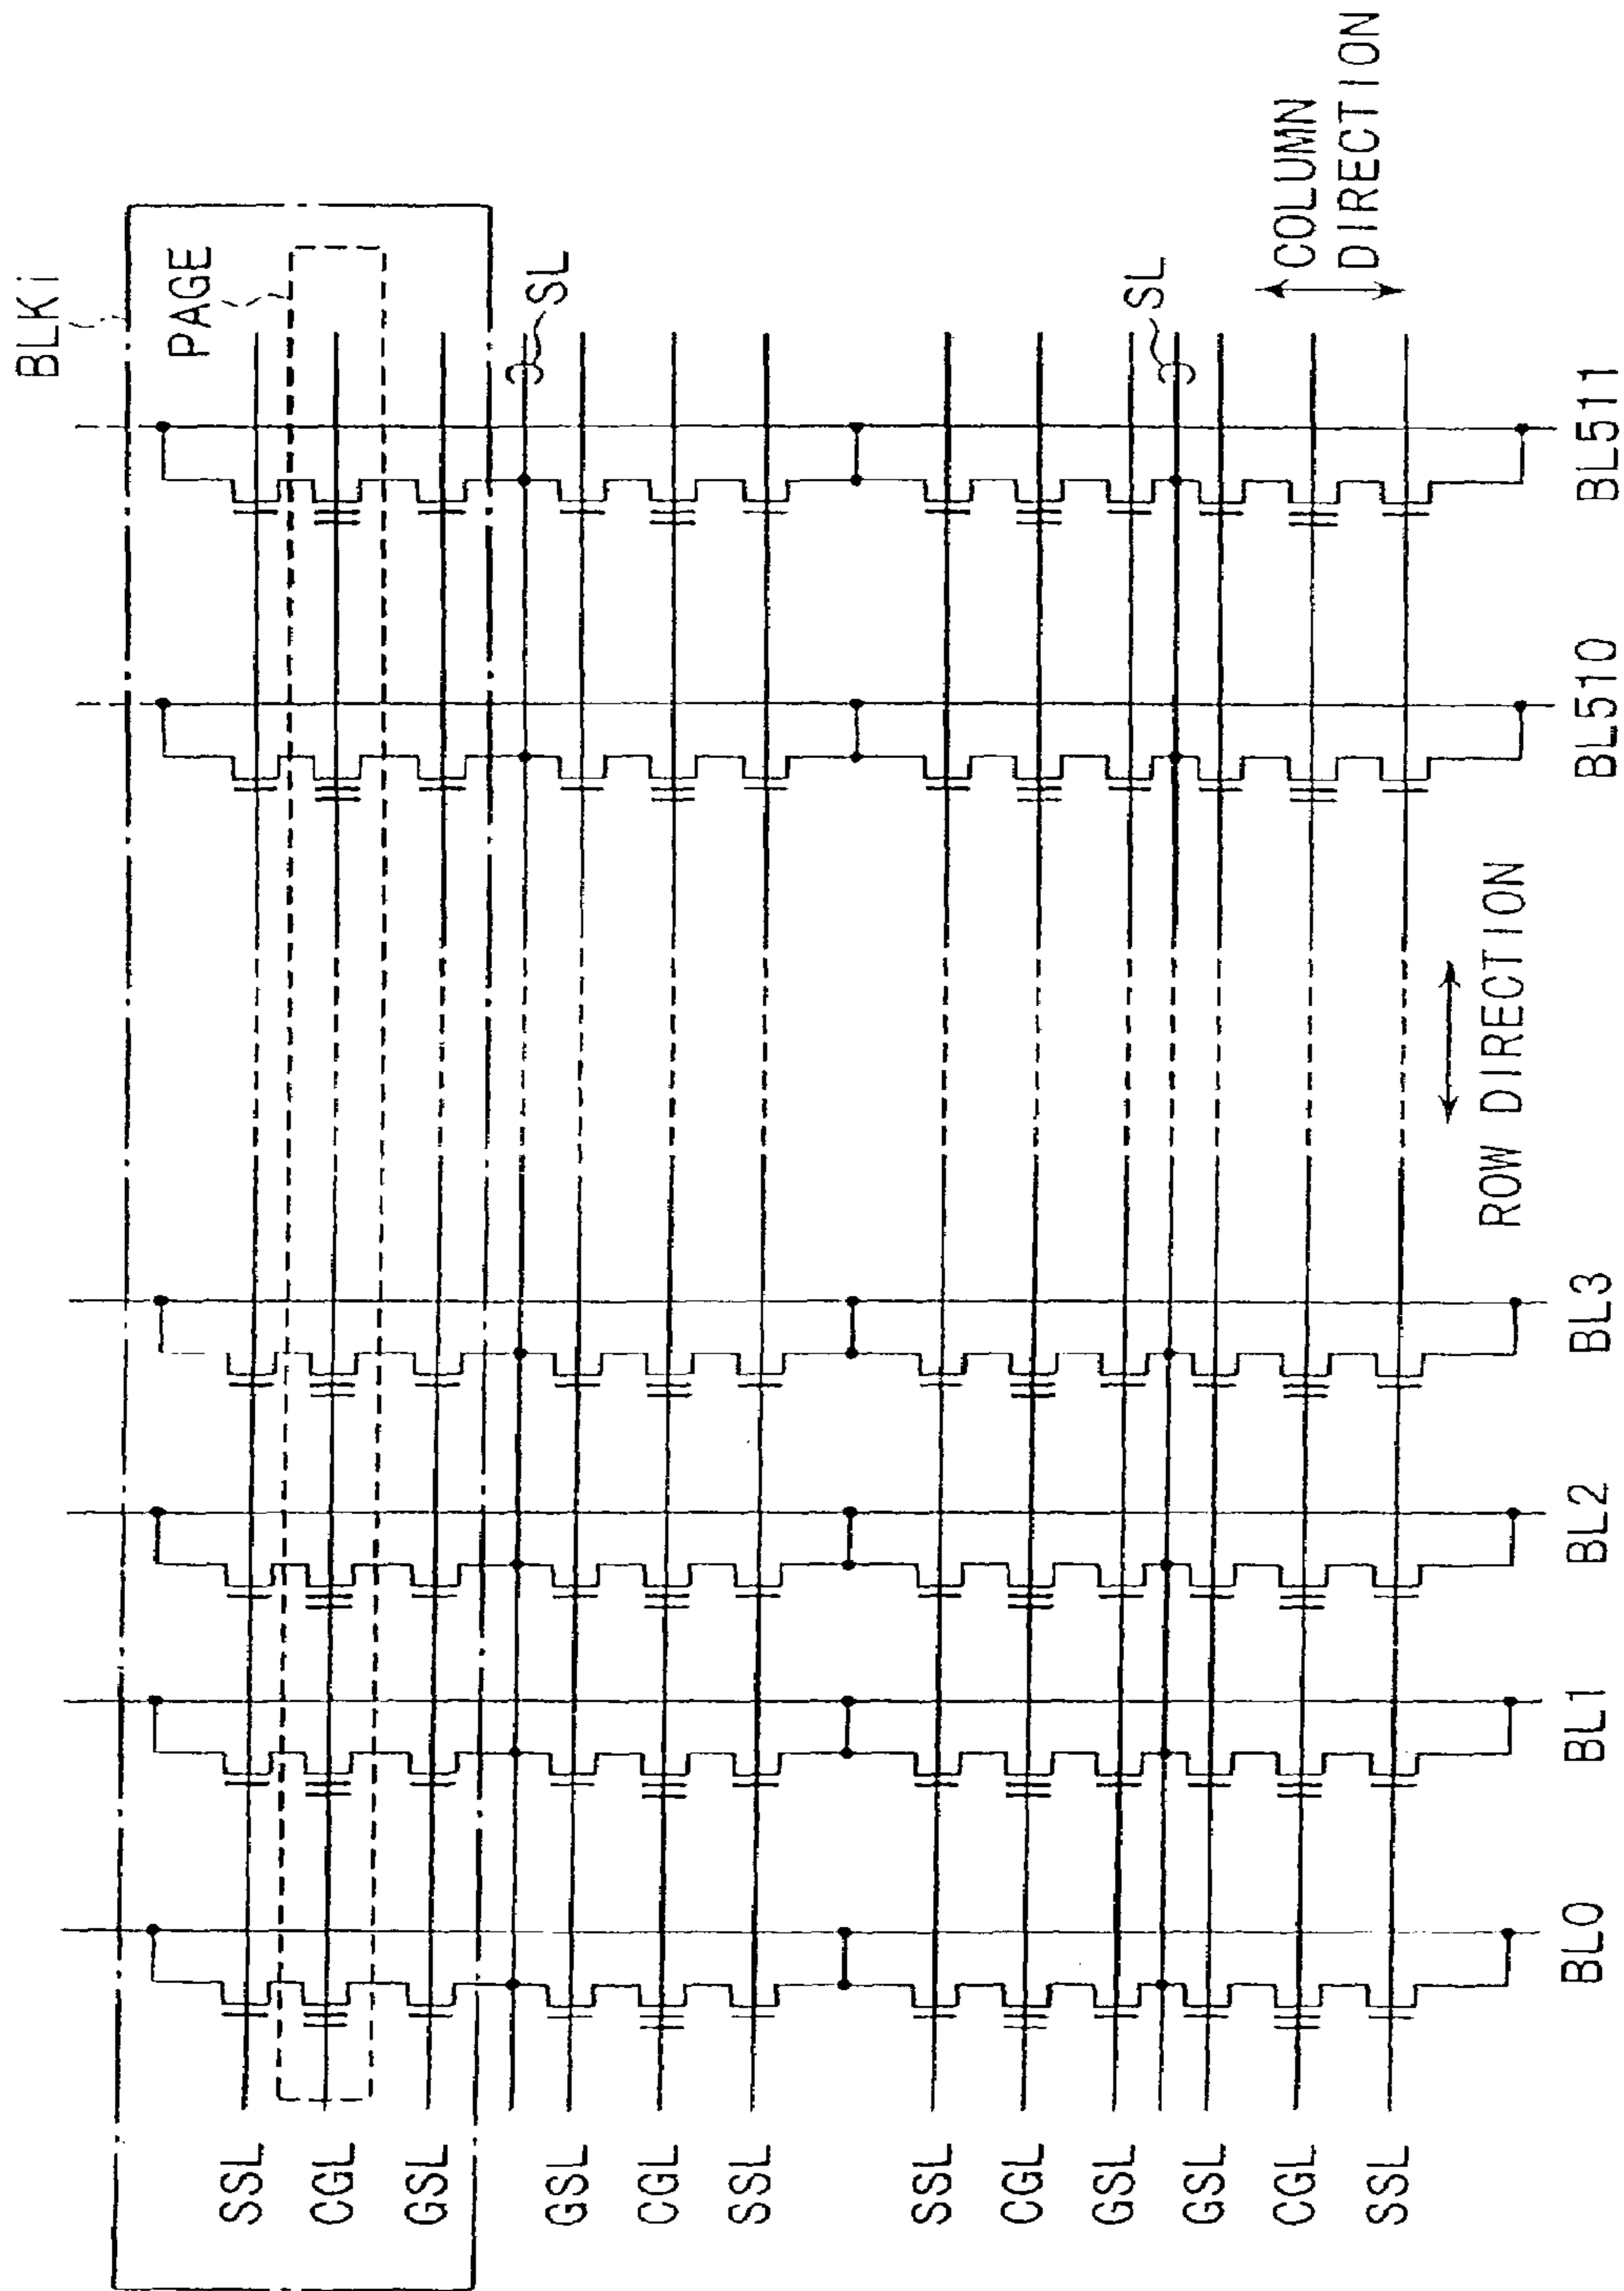 BLKi
PAGE
SL
SL
COLUMN
DIRECTION
ROW DIRECTION
SSL
CGL
GSL
GSL
CGL
SSL
SSL
CGL
GSL
GSL
CGL
SSL
BL0
BL1
BL2
BL3
BL510
BL511